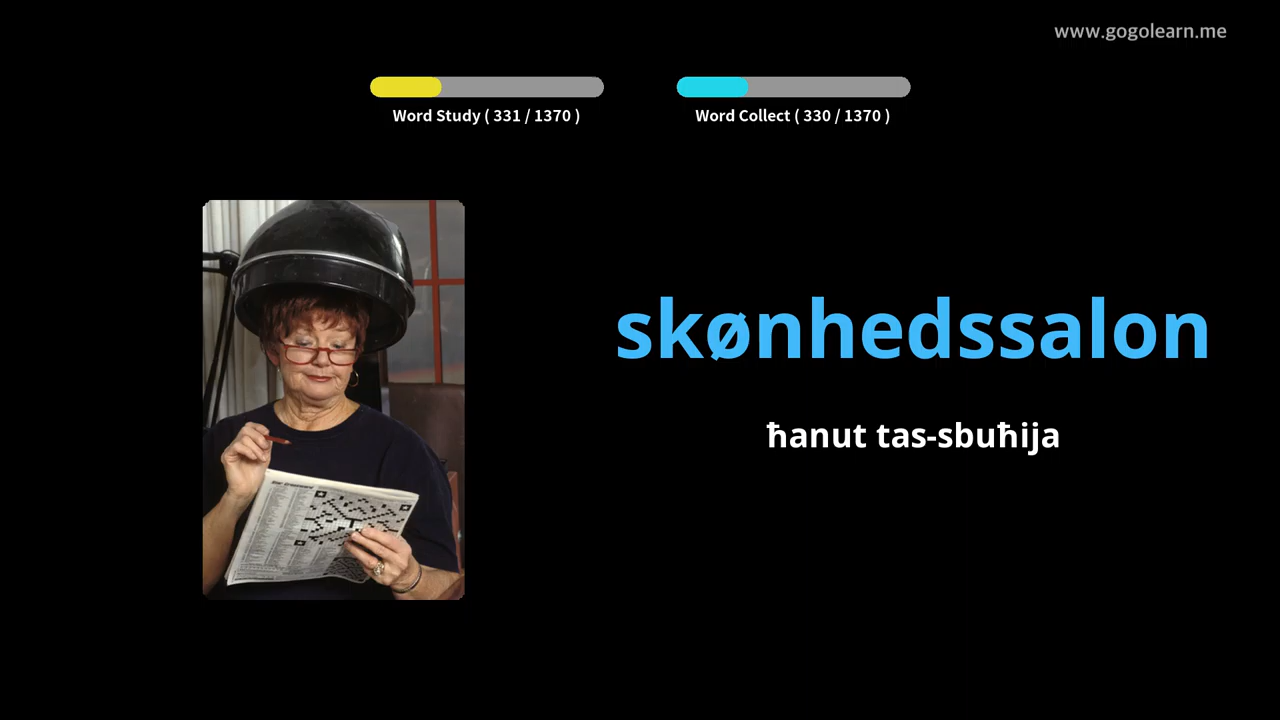 www.gogolearn.me
Word Study ( 331 / 1370 )
Word Collect ( 330 / 1370 )
skønhedssalon
ħanut tas-sbuħija